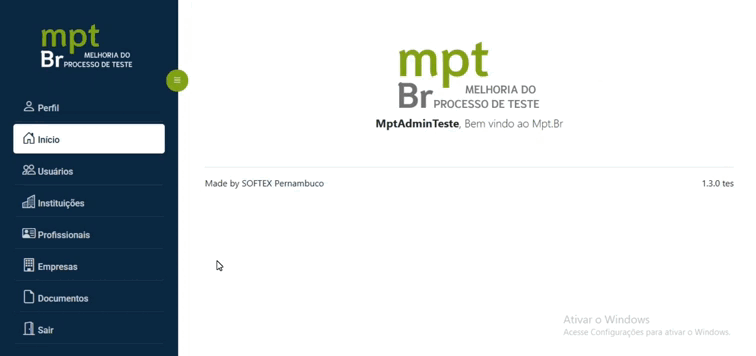 mpt
Br MELHORIA DO
PROCESSO DE TESTE
Perfil
Início
Usuários
Instituições
Profissionais
Empresas
Documentos
Sair
mpt
Br MELHORIA DO
PROCESSO DE TESTE
MptAdminTeste, Bem vindo ao Mpt.Br
Made by SOFTEX Pernambuco
1.3.0 tes
Ativar o Windows
Acesse Configurações para ativar o Windows.